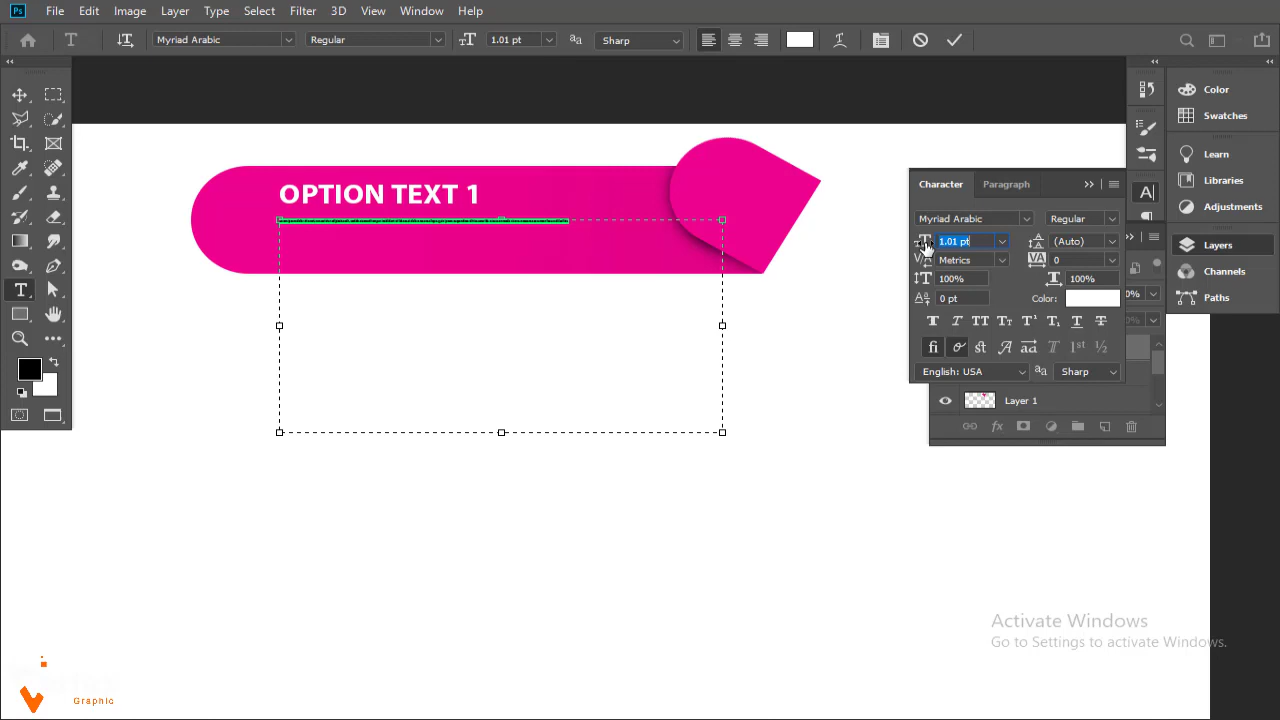 Ps File Edit Image Layer Type Select Filter 3D View Window Help
Myriad Arabic Regular 1.01 pt aa Sharp
Color
Swatches
Learn
Libraries
Adjustments
Layers
Channels
Paths
Character Paragraph
Myriad Arabic Regular
1.01 pt (Auto)
Metrics 0
100% 100%
0 pt Color:
English: USA aa Sharp
Layer 1
OPTION TEXT 1
Activate Windows
Go to Settings to activate Windows.
Graphic